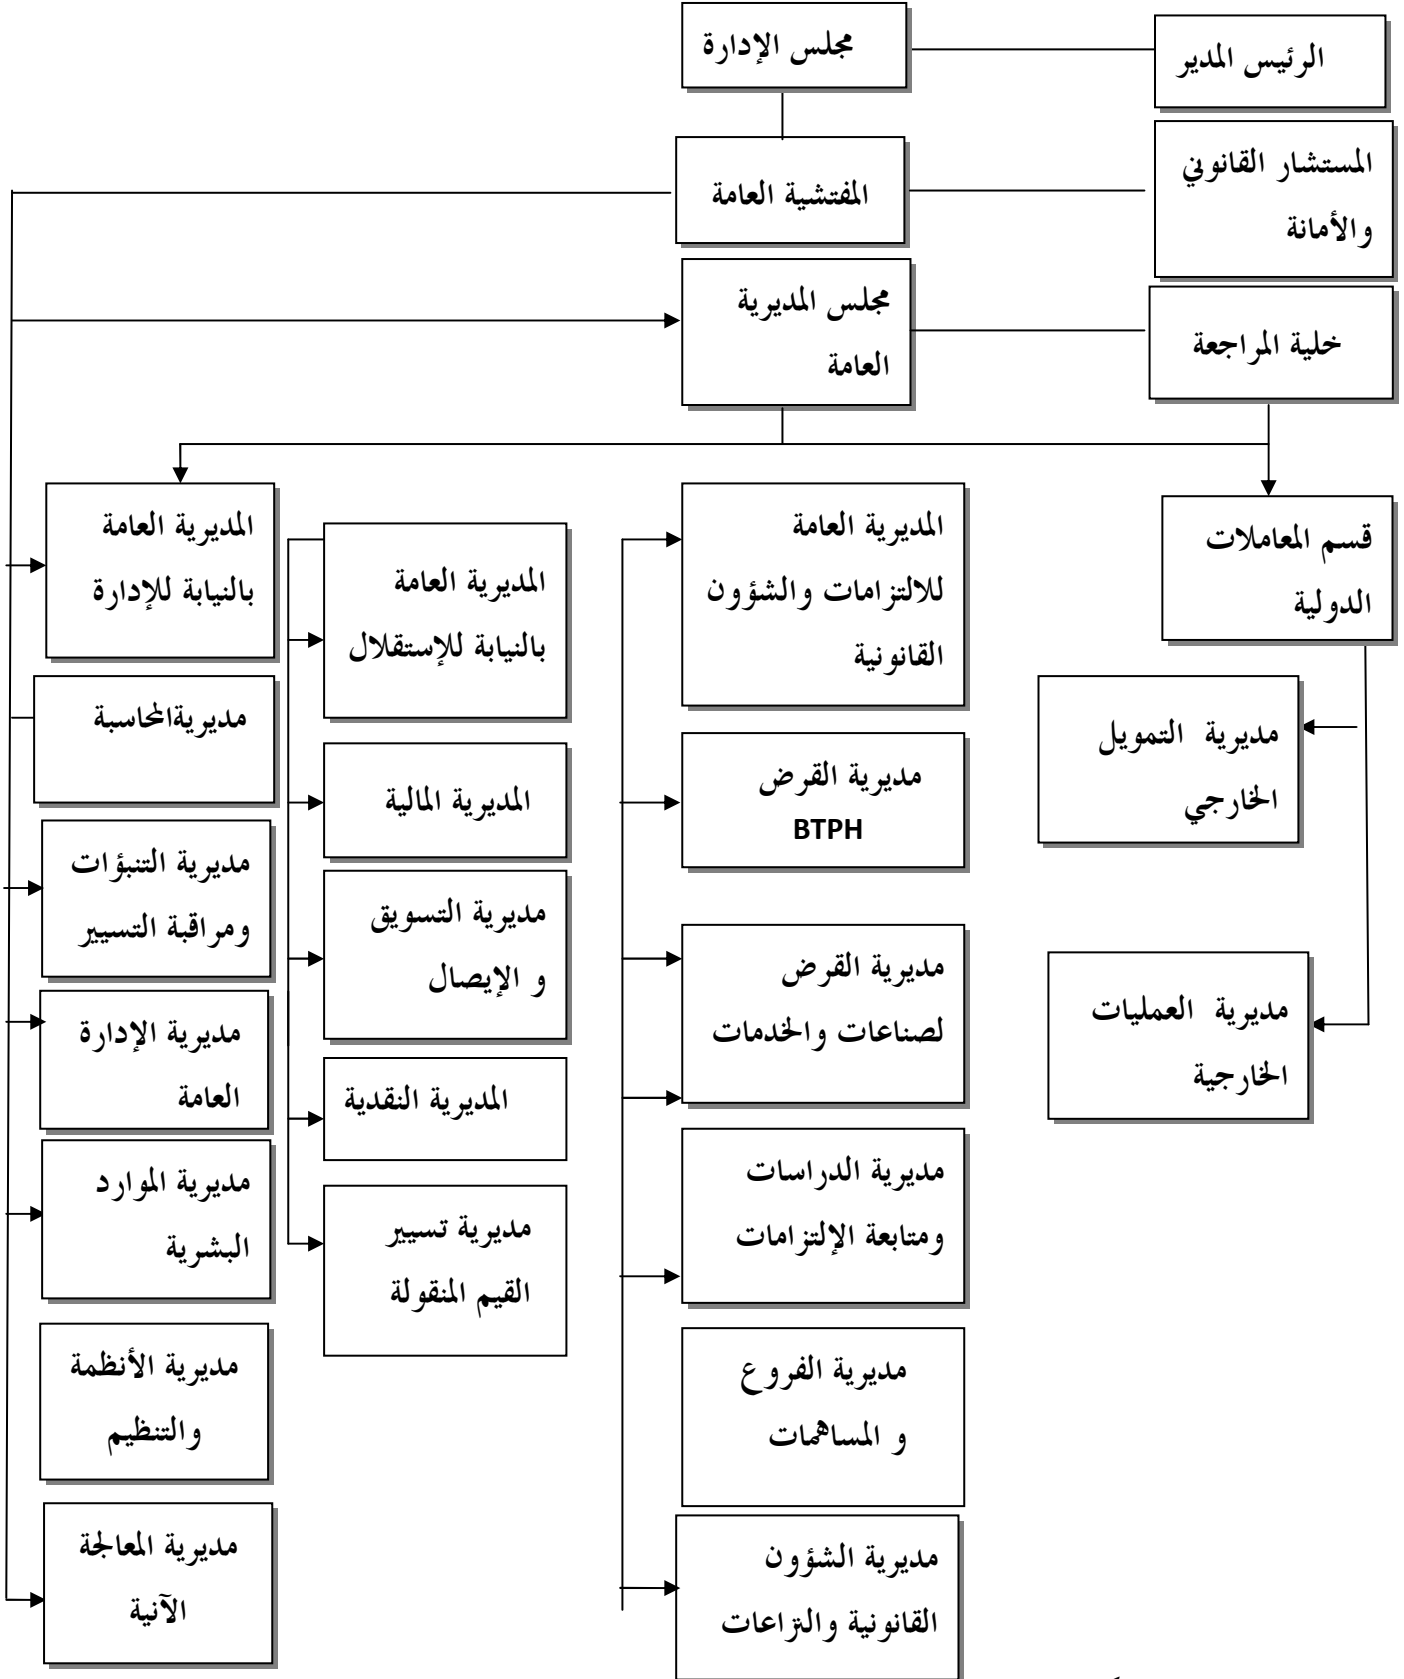 الرئيس المدير
مجلس الإدارة
المستشار القانوني
والأمانة
المفتشية العامة
خلية المراجعة
مجلس المديرية
العامة
قسم المعاملات
الدولية
مديرية التمويل
الخارجي
مديرية العمليات
الخارجية
المديرية العامة
للالتزامات والشؤون
القانونية
مديرية القرض
BTPH
مديرية القرض
لصناعات والخدمات
مديرية الدراسات
ومتابعة الإلتزامات
مديرية الفروع
و المساهمات
مديرية الشؤون
القانونية والنزاعات
المديرية العامة
بالنيابة للإستقلال
المديرية المالية
مديرية التسويق
و الإيصال
المديرية النقدية
مديرية تسيير
القيم المنقولة
المديرية العامة
بالنيابة للإدارة
مديريةالمحاسبة
مديرية التنبؤات
ومراقبة التسيير
مديرية الإدارة
العامة
مديرية الموارد
البشرية
مديرية الأنظمة
والتنظيم
مديرية المعالجة
الآنية